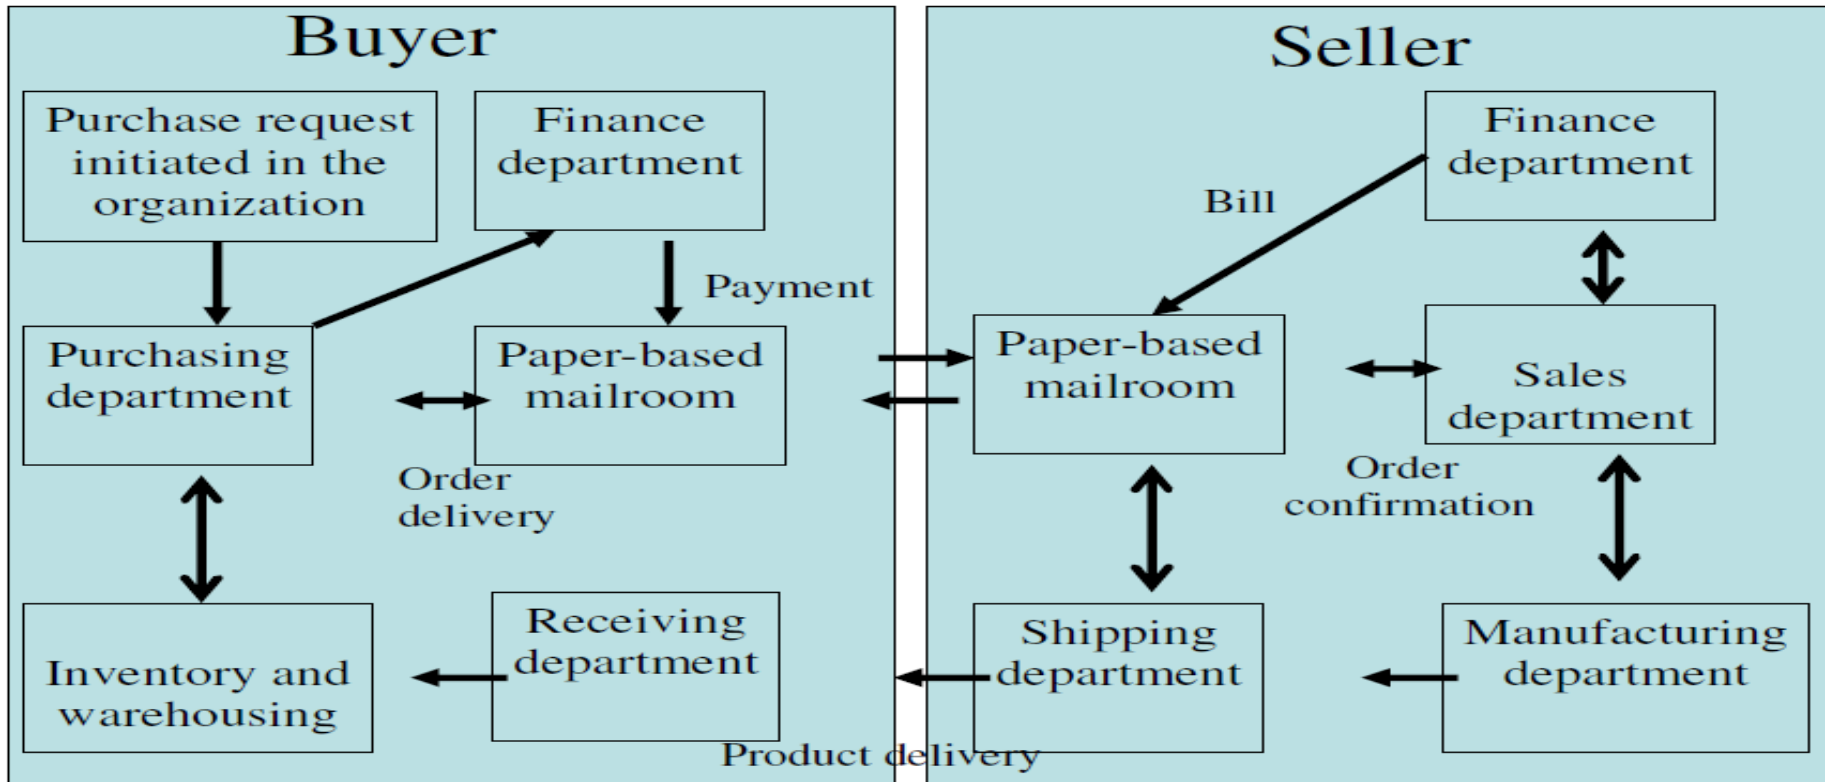 Buyer
Purchase request
initiated in the
organization
Finance
department
Payment
Purchasing
department
Paper-based
mailroom
Order
delivery
Inventory and
warehousing
Receiving
department
Product delivery
Seller
Finance
department
Bill
Paper-based
mailroom
Sales
department
Order
confirmation
Shipping
department
Manufacturing
department